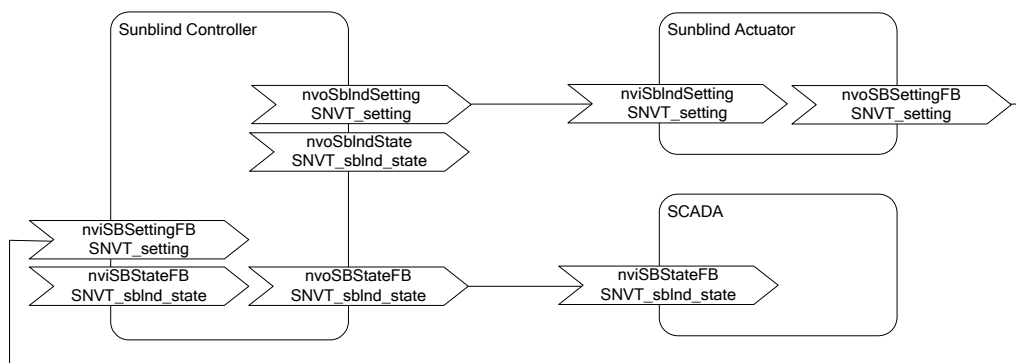 Sunblind Controller
nvoSblndSetting
SNVT_setting
nvoSblndState
SNVT_sblnd_state
nviSBSettingFB
SNVT_setting
nviSBStateFB
SNVT_sblnd_state
nvoSBStateFB
SNVT_sblnd_state
Sunblind Actuator
nviSblndSetting
SNVT_setting
nvoSBSettingFB
SNVT_setting
SCADA
nviSBStateFB
SNVT_sblnd_state